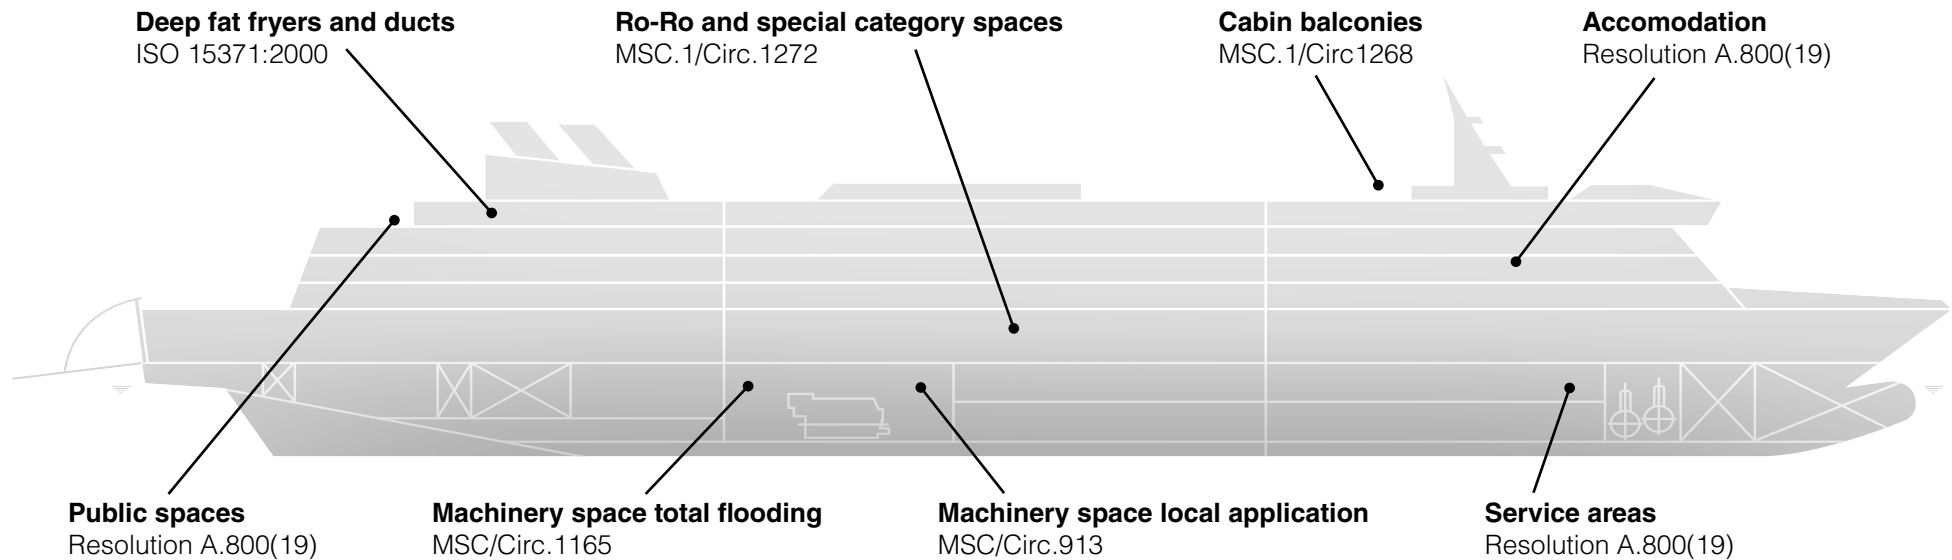 Deep fat fryers and ducts
ISO 15371:2000
Ro-Ro and special category spaces
MSC.1/Circ.1272
Cabin balconies
MSC.1/Circ1268
Accomodation
Resolution A.800(19)
Public spaces
Resolution A.800(19)
Machinery space total flooding
MSC/Circ.1165
Machinery space local application
MSC/Circ.913
Service areas
Resolution A.800(19)